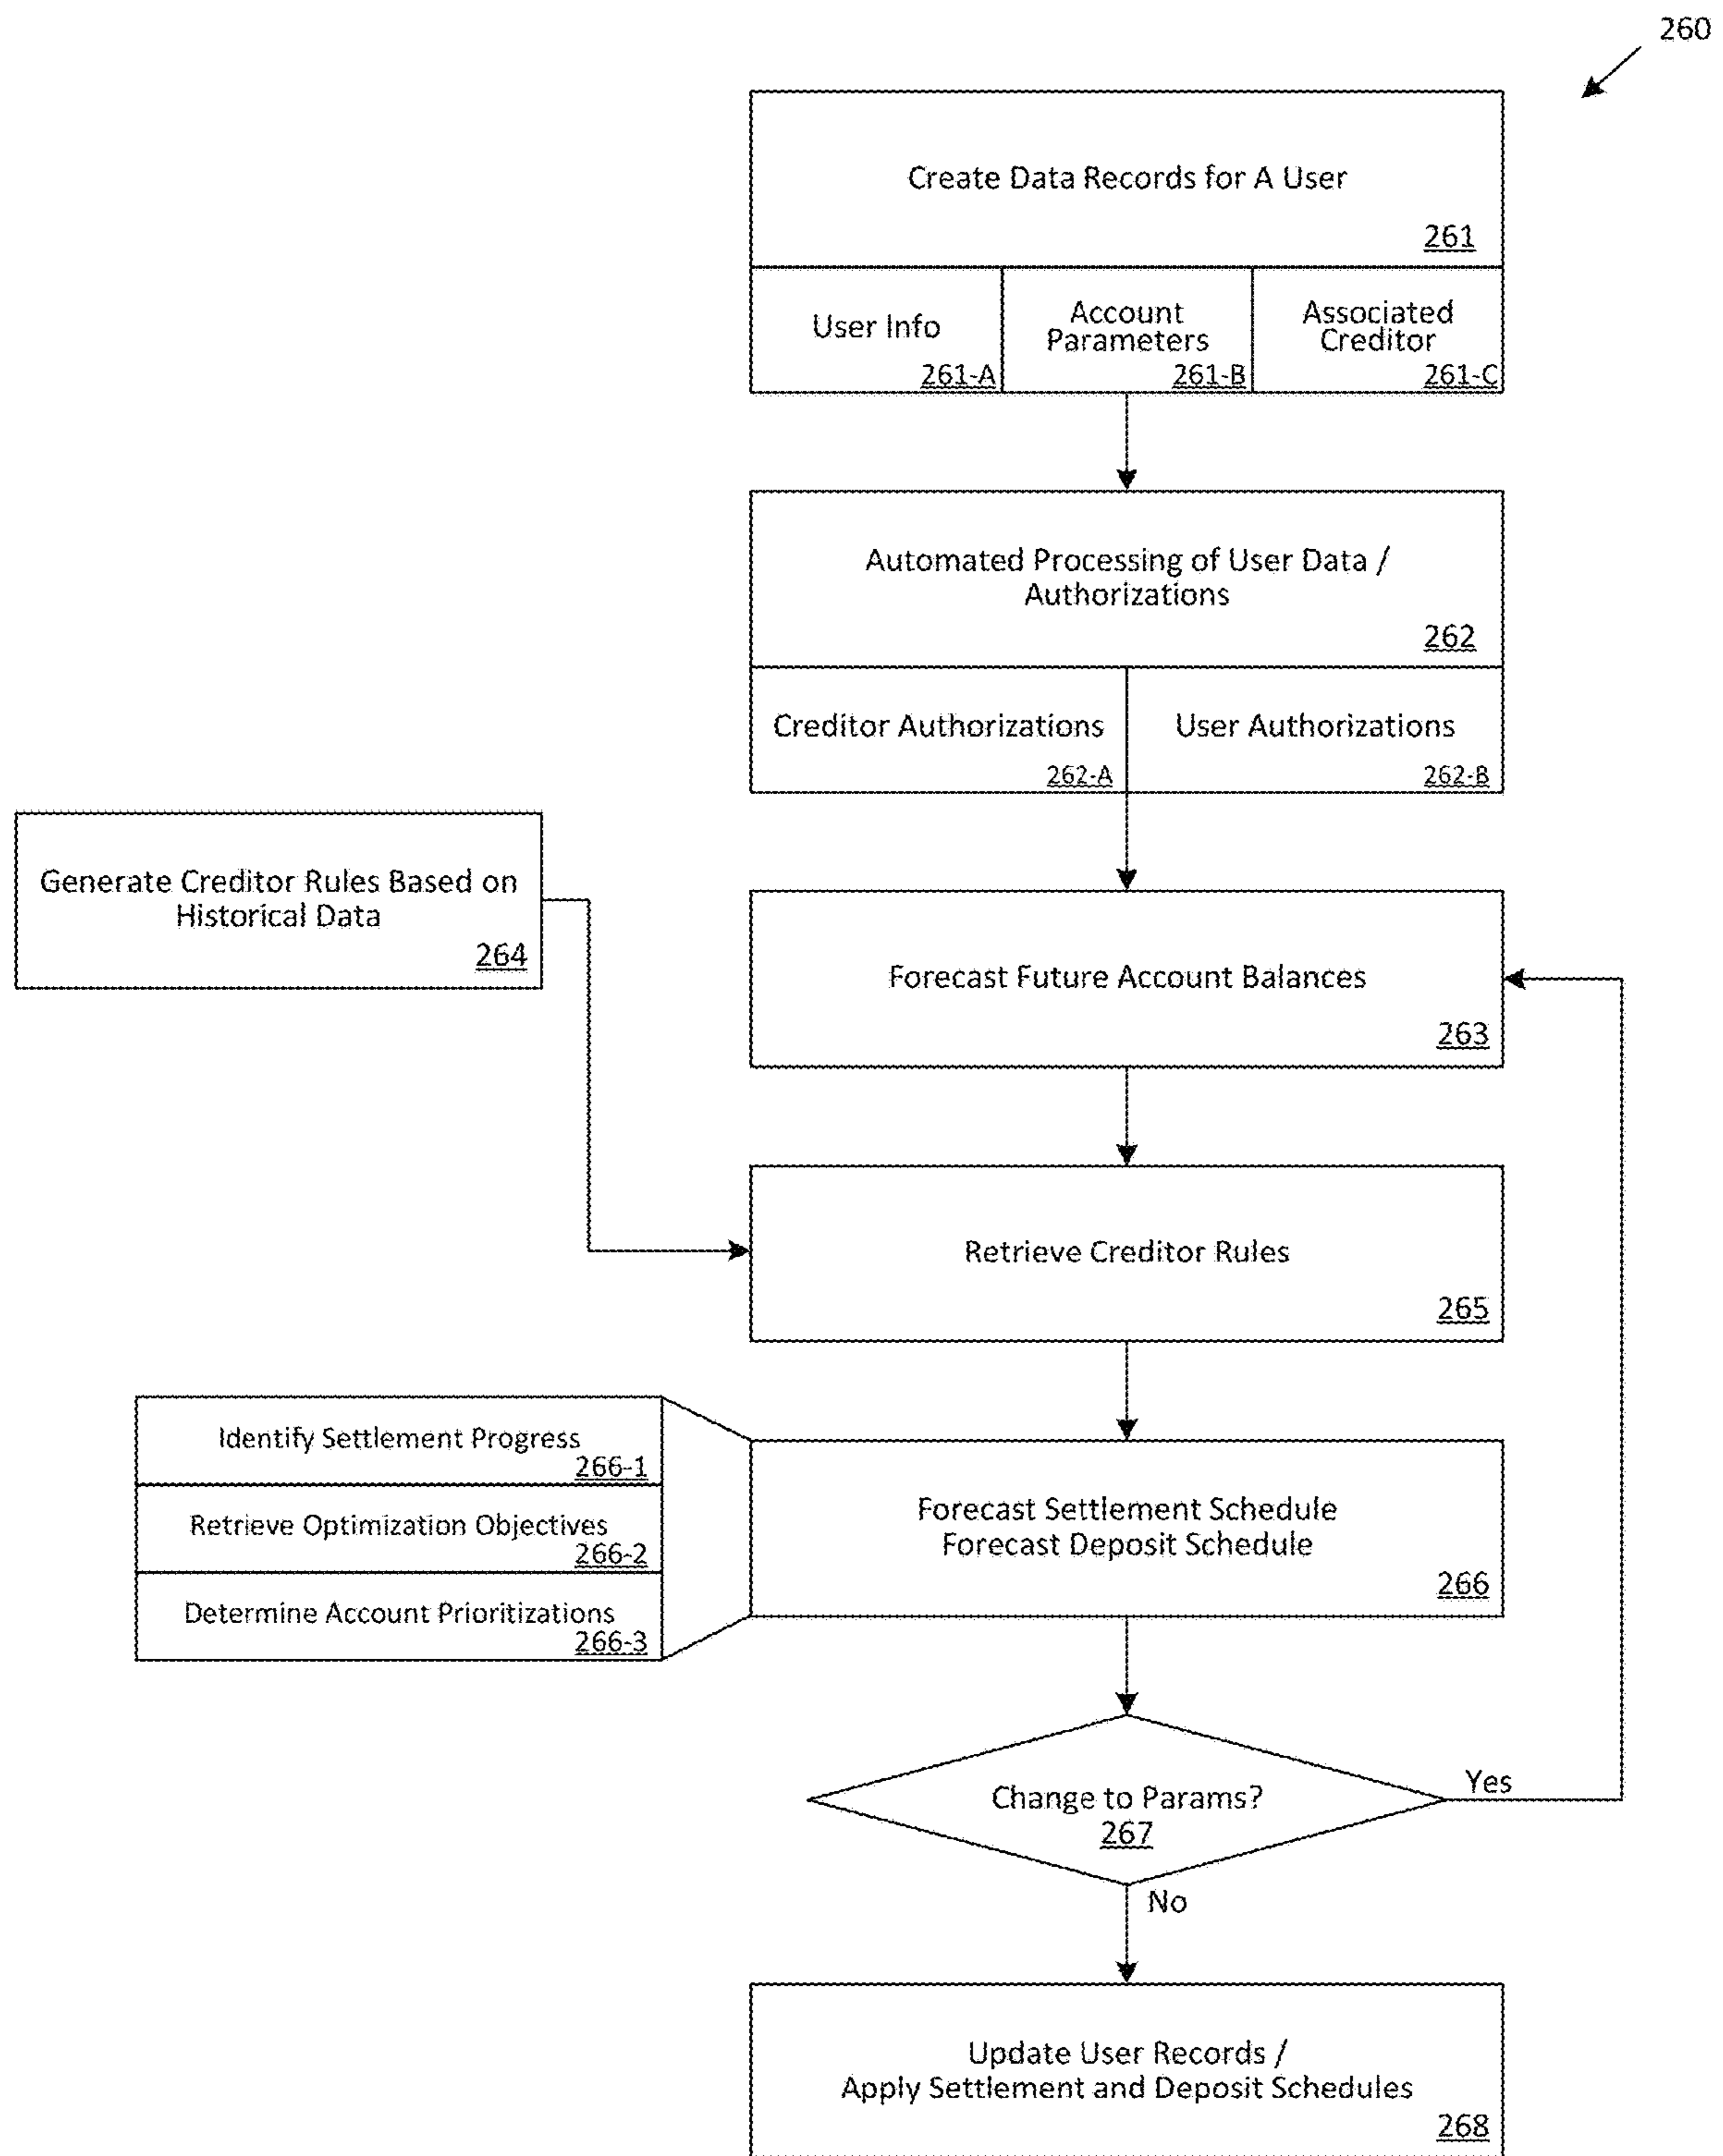 260
Create Data Records for A User
261
User Info
261-A
Account
Parameters
261-B
Associated
Creditor
261-C
Automated Processing of User Data /
Authorizations
262
Creditor Authorizations
262-A
User Authorizations
262-B
Generate Creditor Rules Based on
Historical Data
264
Forecast Future Account Balances
263
Retrieve Creditor Rules
265
Identify Settlement Progress
266-1
Retrieve Optimization Objectives
266-2
Determine Account Prioritizations
266-3
Forecast Settlement Schedule
Forecast Deposit Schedule
266
Change to Params?
267
Yes
No
Update User Records /
Apply Settlement and Deposit Schedules
268